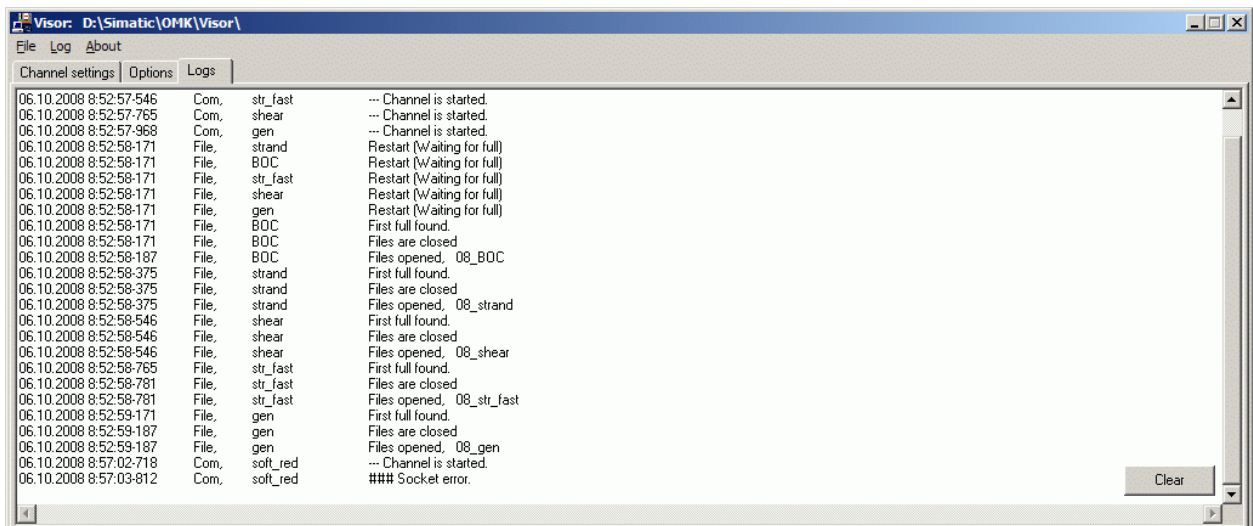 Visor: D:\Simatic\OMK\Visor\
File Log About
Channel settings Options Logs
06.10.2008 8:52:57-546 Com, str_fast --- Channel is started.
06.10.2008 8:52:57-765 Com, shear --- Channel is started.
06.10.2008 8:52:57-968 Com, gen --- Channel is started.
06.10.2008 8:52:58-171 File, strand Restart (Waiting for full)
06.10.2008 8:52:58-171 File, BOC Restart (Waiting for full)
06.10.2008 8:52:58-171 File, str_fast Restart (Waiting for full)
06.10.2008 8:52:58-171 File, shear Restart (Waiting for full)
06.10.2008 8:52:58-171 File, gen Restart (Waiting for full)
06.10.2008 8:52:58-171 File, BOC First full found.
06.10.2008 8:52:58-171 File, BOC Files are closed
06.10.2008 8:52:58-187 File, BOC Files opened, 08_BOC
06.10.2008 8:52:58-375 File, strand First full found.
06.10.2008 8:52:58-375 File, strand Files are closed
06.10.2008 8:52:58-375 File, strand Files opened, 08_strand
06.10.2008 8:52:58-546 File, shear First full found.
06.10.2008 8:52:58-546 File, shear Files are closed
06.10.2008 8:52:58-546 File, shear Files opened, 08_shear
06.10.2008 8:52:58-765 File, str_fast First full found.
06.10.2008 8:52:58-781 File, str_fast Files are closed
06.10.2008 8:52:58-781 File, str_fast Files opened, 08_str_fast
06.10.2008 8:52:59-171 File, gen First full found.
06.10.2008 8:52:59-187 File, gen Files are closed
06.10.2008 8:52:59-187 File, gen Files opened, 08_gen
06.10.2008 8:57:02-718 Com, soft_red --- Channel is started.
06.10.2008 8:57:03-812 Com, soft_red ### Socket error.
Clear